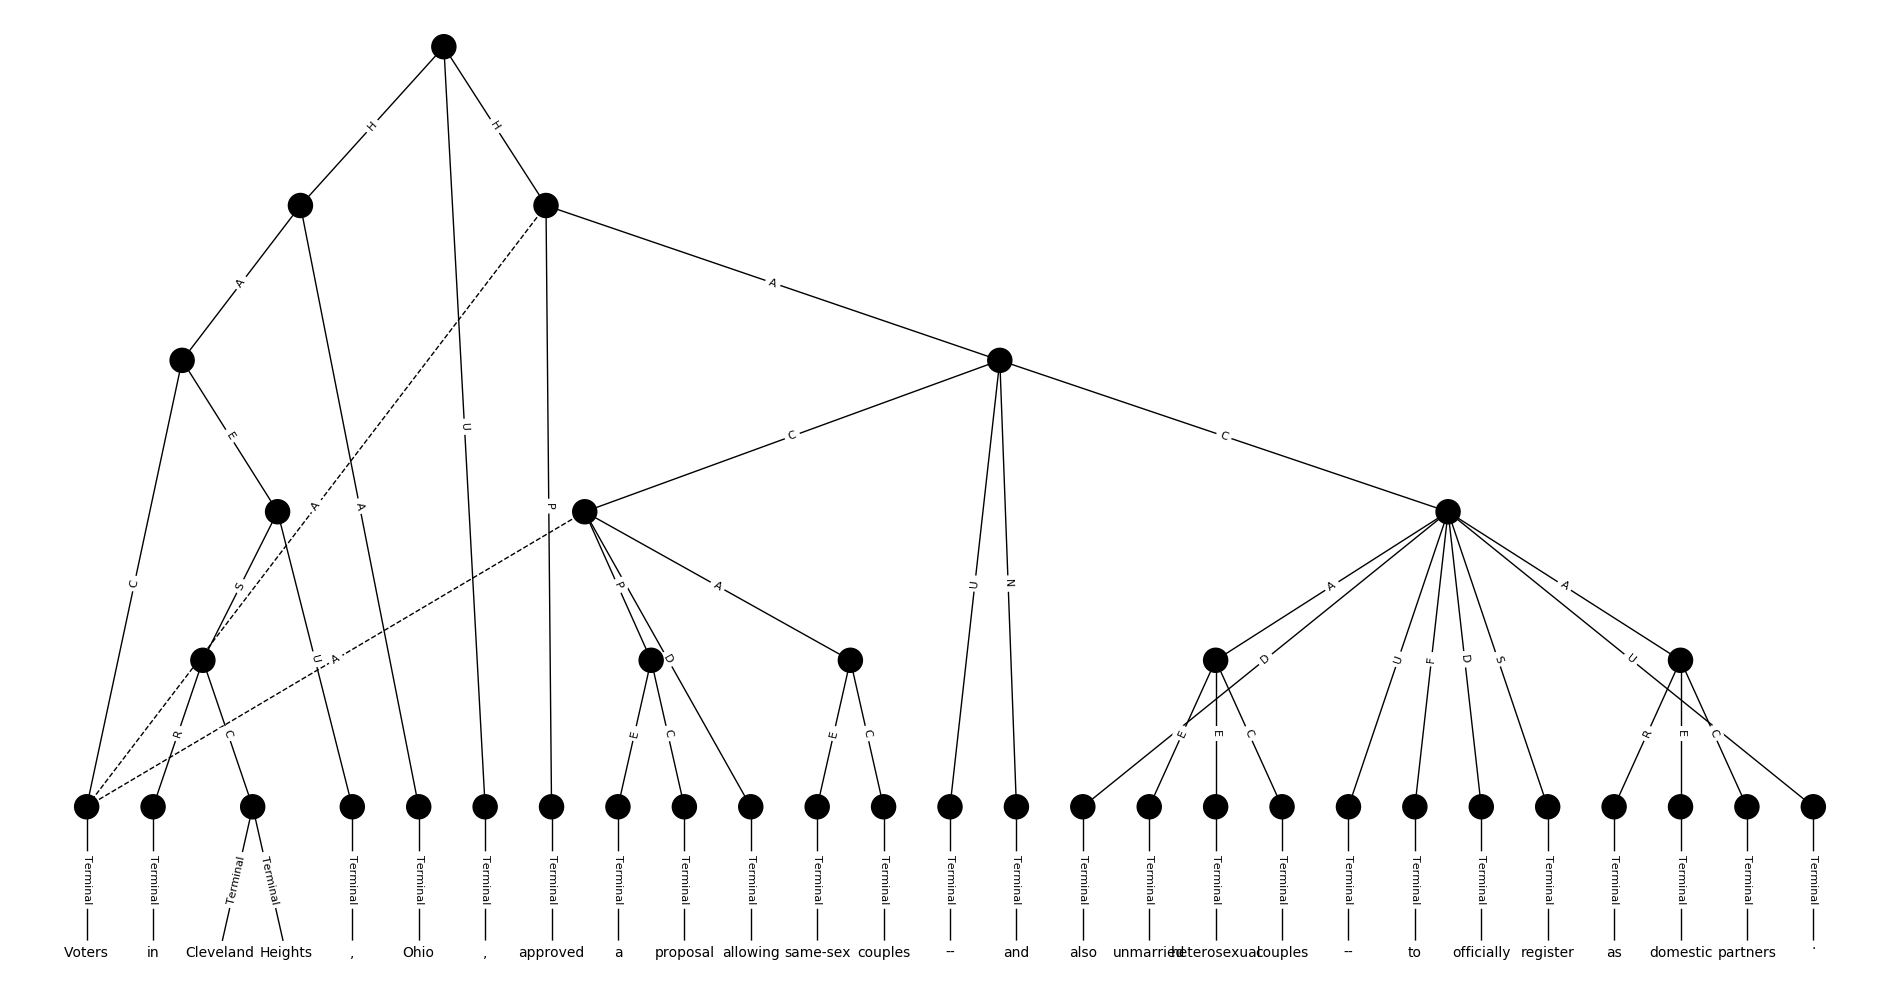 H H
A A
E C C
C A A U P
S P A U N A A
U A D D U F D S U
R C E C E C E E C R E C
Terminal Terminal Terminal Terminal Terminal Terminal Terminal Terminal Terminal Terminal Terminal Terminal Terminal Terminal Terminal Terminal Terminal Terminal Terminal Terminal Terminal Terminal Terminal Terminal Terminal Terminal Terminal Terminal
Voters in Cleveland Heights , Ohio , approved a proposal allowing same-sex couples -- and also unmarried heterosexual couples -- to officially register as domestic partners .